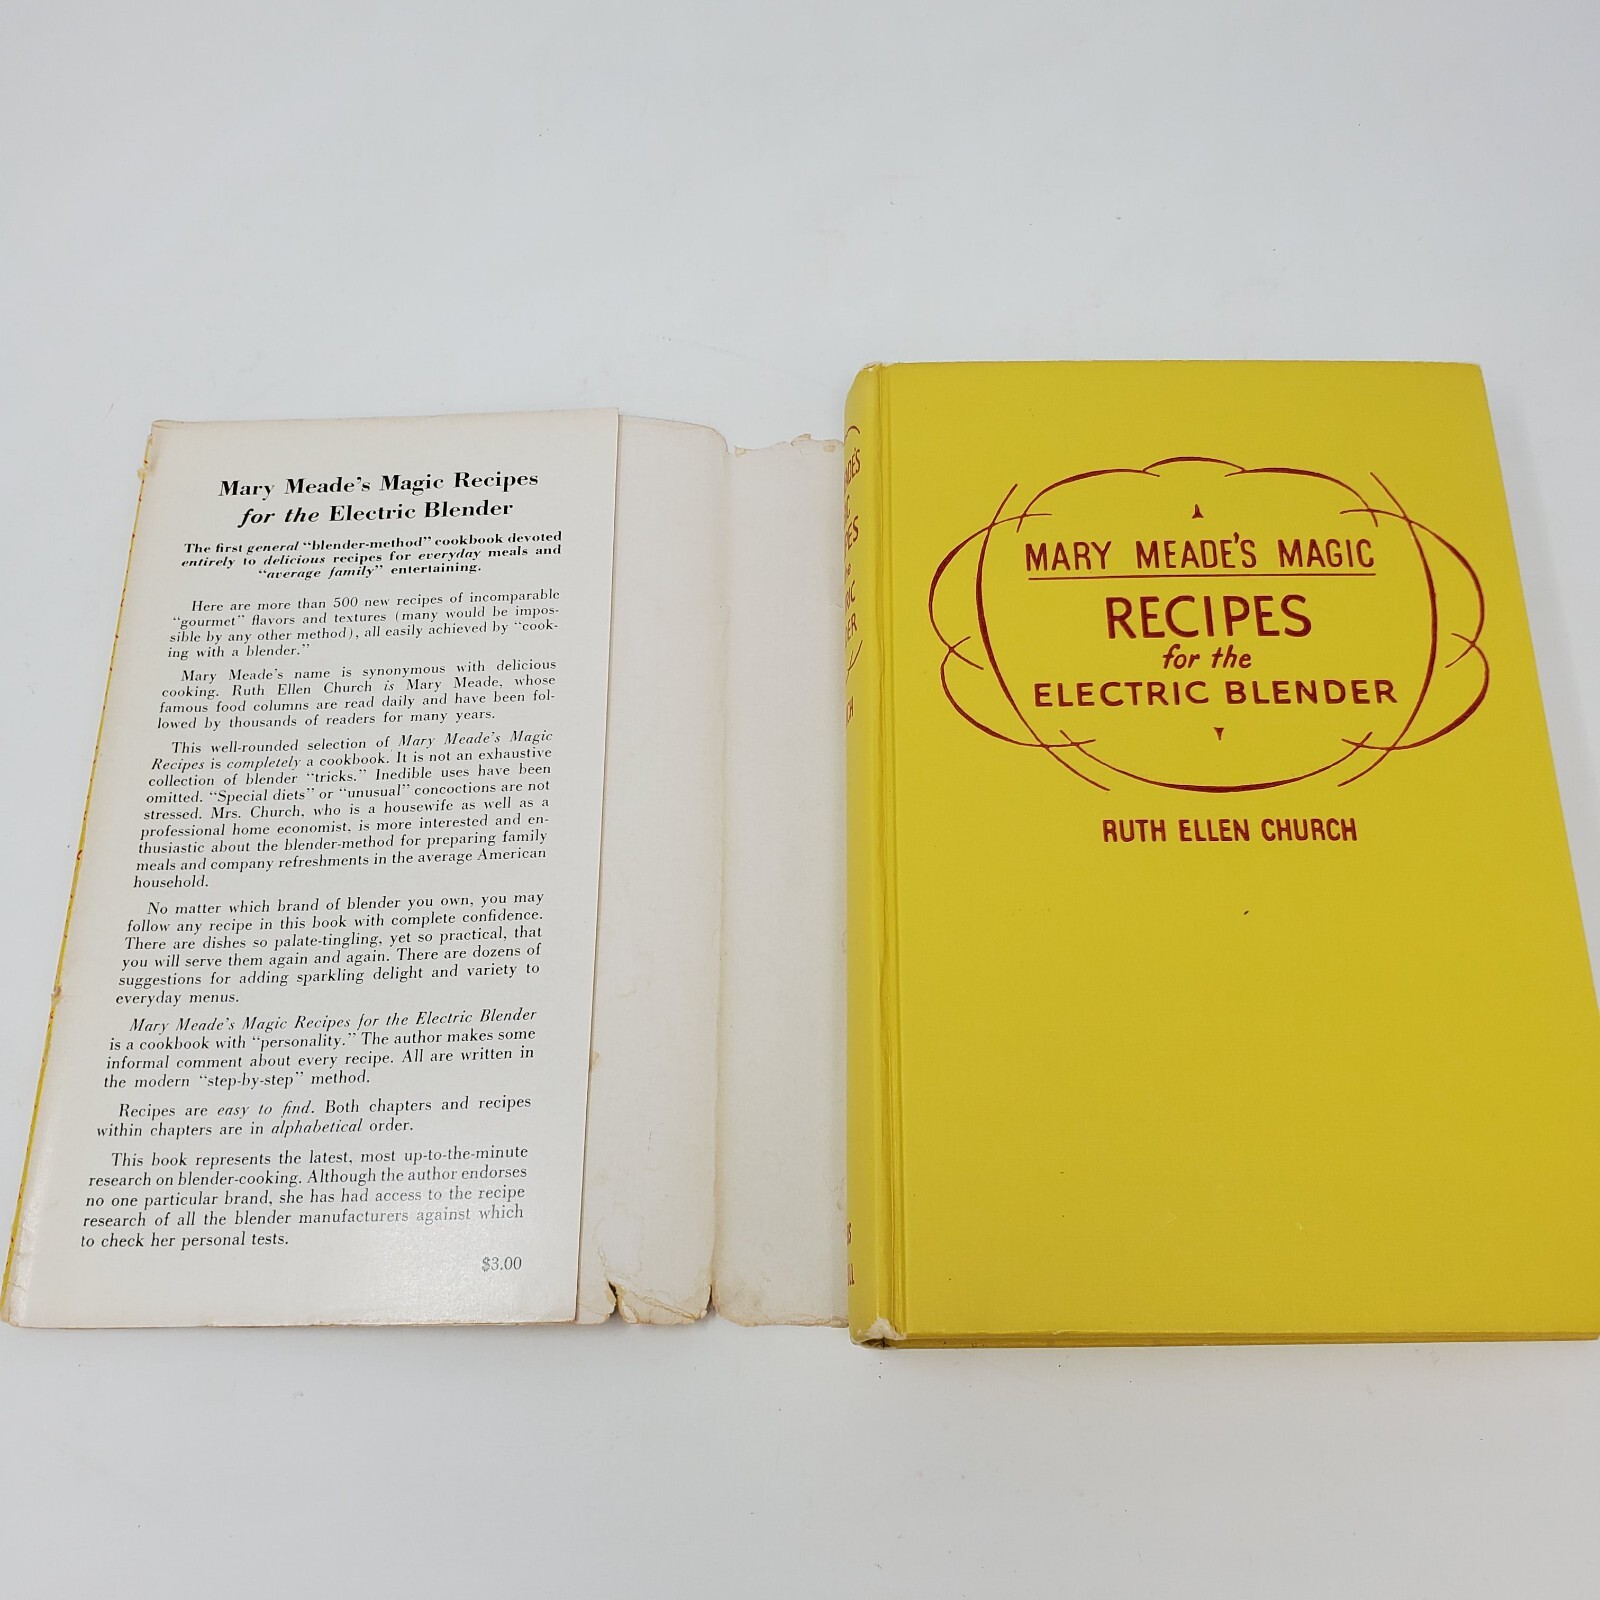 Mary Meade's Magic Recipes
for the Electric Blender
The first general "blender-method" cookbook devoted
entirely to delicious recipes for everyday meals and
"average family" entertaining.
Here are more than 500 new recipes of incomparable
"gourmet" flavors and textures (many would be impos-
sible by any other method), all easily achieved by "cook-
ing with a blender."
Mary Meade's name is synonymous with delicious
cooking. Ruth Ellen Church is Mary Meade, whose
famous food columns are read daily and have been fol-
lowed by thousands of readers for many years.
This well-rounded selection of Mary Meade's Magic
Recipes is completely a cookbook. It is not an exhaustive
collection of blender "tricks." Inedible uses have been
omitted. "Special diets" or "unusual" concoctions are not
stressed. Mrs. Church, who is a housewife as well as a
professional home economist, is more interested and en-
thusiastic about the blender-method for preparing family
meals and company refreshments in the average American
household.
No matter which brand of blender you own, you may
follow any recipe in this book with complete confidence.
There are dishes so palate-tingling, yet so practical, that
you will serve them again and again. There are dozens of
suggestions for adding sparkling delight and variety to
everyday menus.
Mary Meade's Magic Recipes for the Electric Blender
is a cookbook with "personality." The author makes some
informal comment about every recipe. All are written in
the modern "step-by-step" method.
Recipes are easy to find. Both chapters and recipes
within chapters are in alphabetical order.
This book represents the latest, most up-to-the-minute
research on blender-cooking. Although the author endorses
no one particular brand, she has had access to the recipe
research of all the blender manufacturers against which
to check her personal tests.
$3.00
MARY MEADE'S MAGIC
RECIPES
for the
ELECTRIC BLENDER
RUTH ELLEN CHURCH